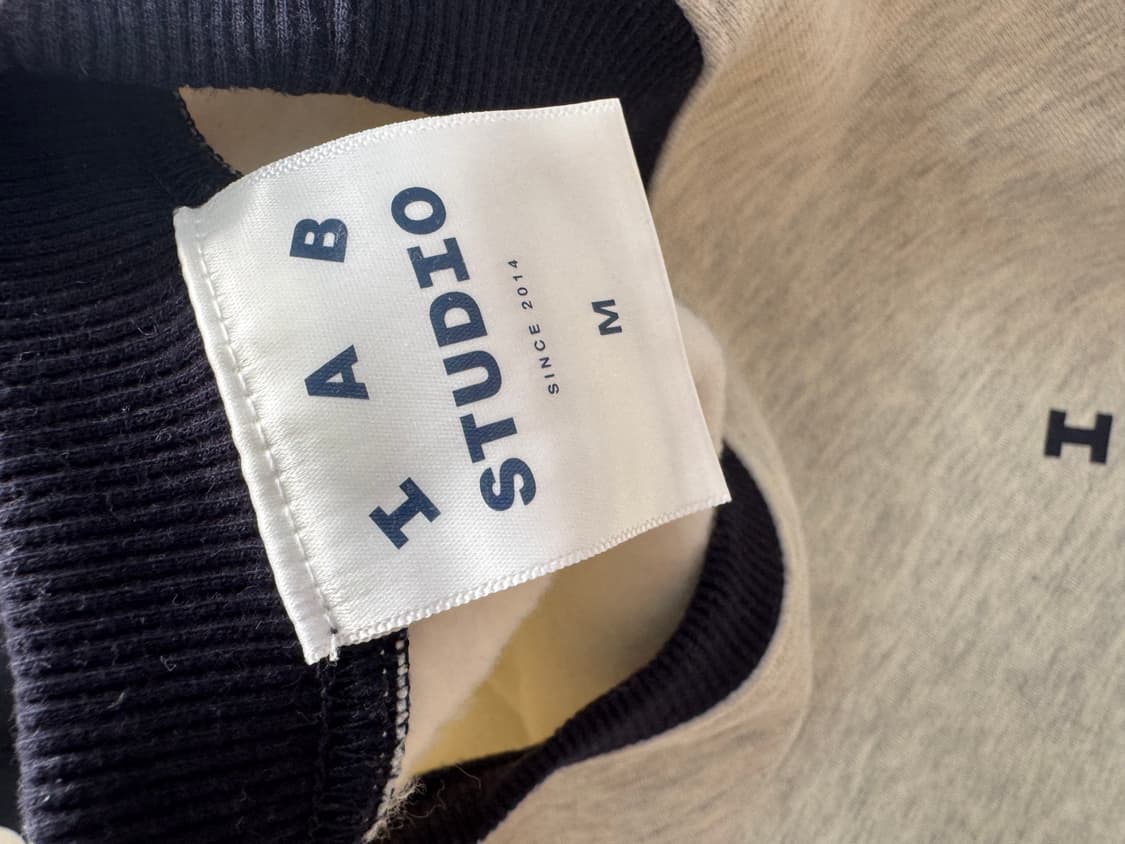 I A B
STUDIO
SINCE 2014
M
I